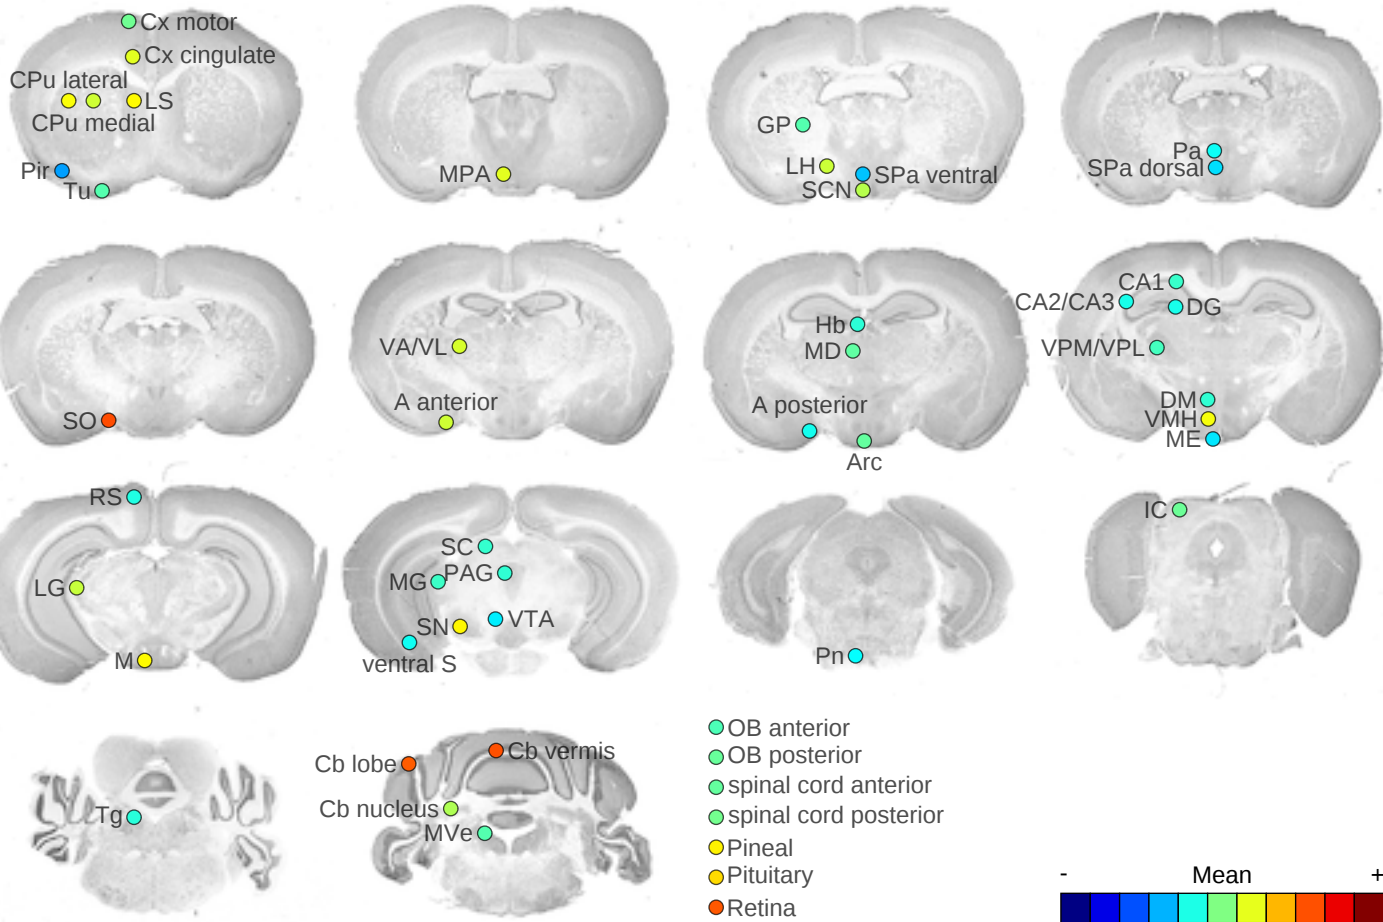 Cx motor
Cx cingulate
CPu lateral
LS
CPu medial
Pir
Tu
MPA
GP
LH
SPa ventral
SCN
Pa
SPa dorsal
SO
VA/VL
A anterior
Hb
MD
A posterior
Arc
CA1
CA2/CA3
DG
VPM/VPL
DM
VMH
ME
RS
LG
M
SC
MG
PAG
SN
VTA
ventral S
Pn
IC
Tg
Cb lobe
Cb vermis
Cb nucleus
MVe
OB anterior
OB posterior
spinal cord anterior
spinal cord posterior
Pineal
Pituitary
Retina
- Mean +